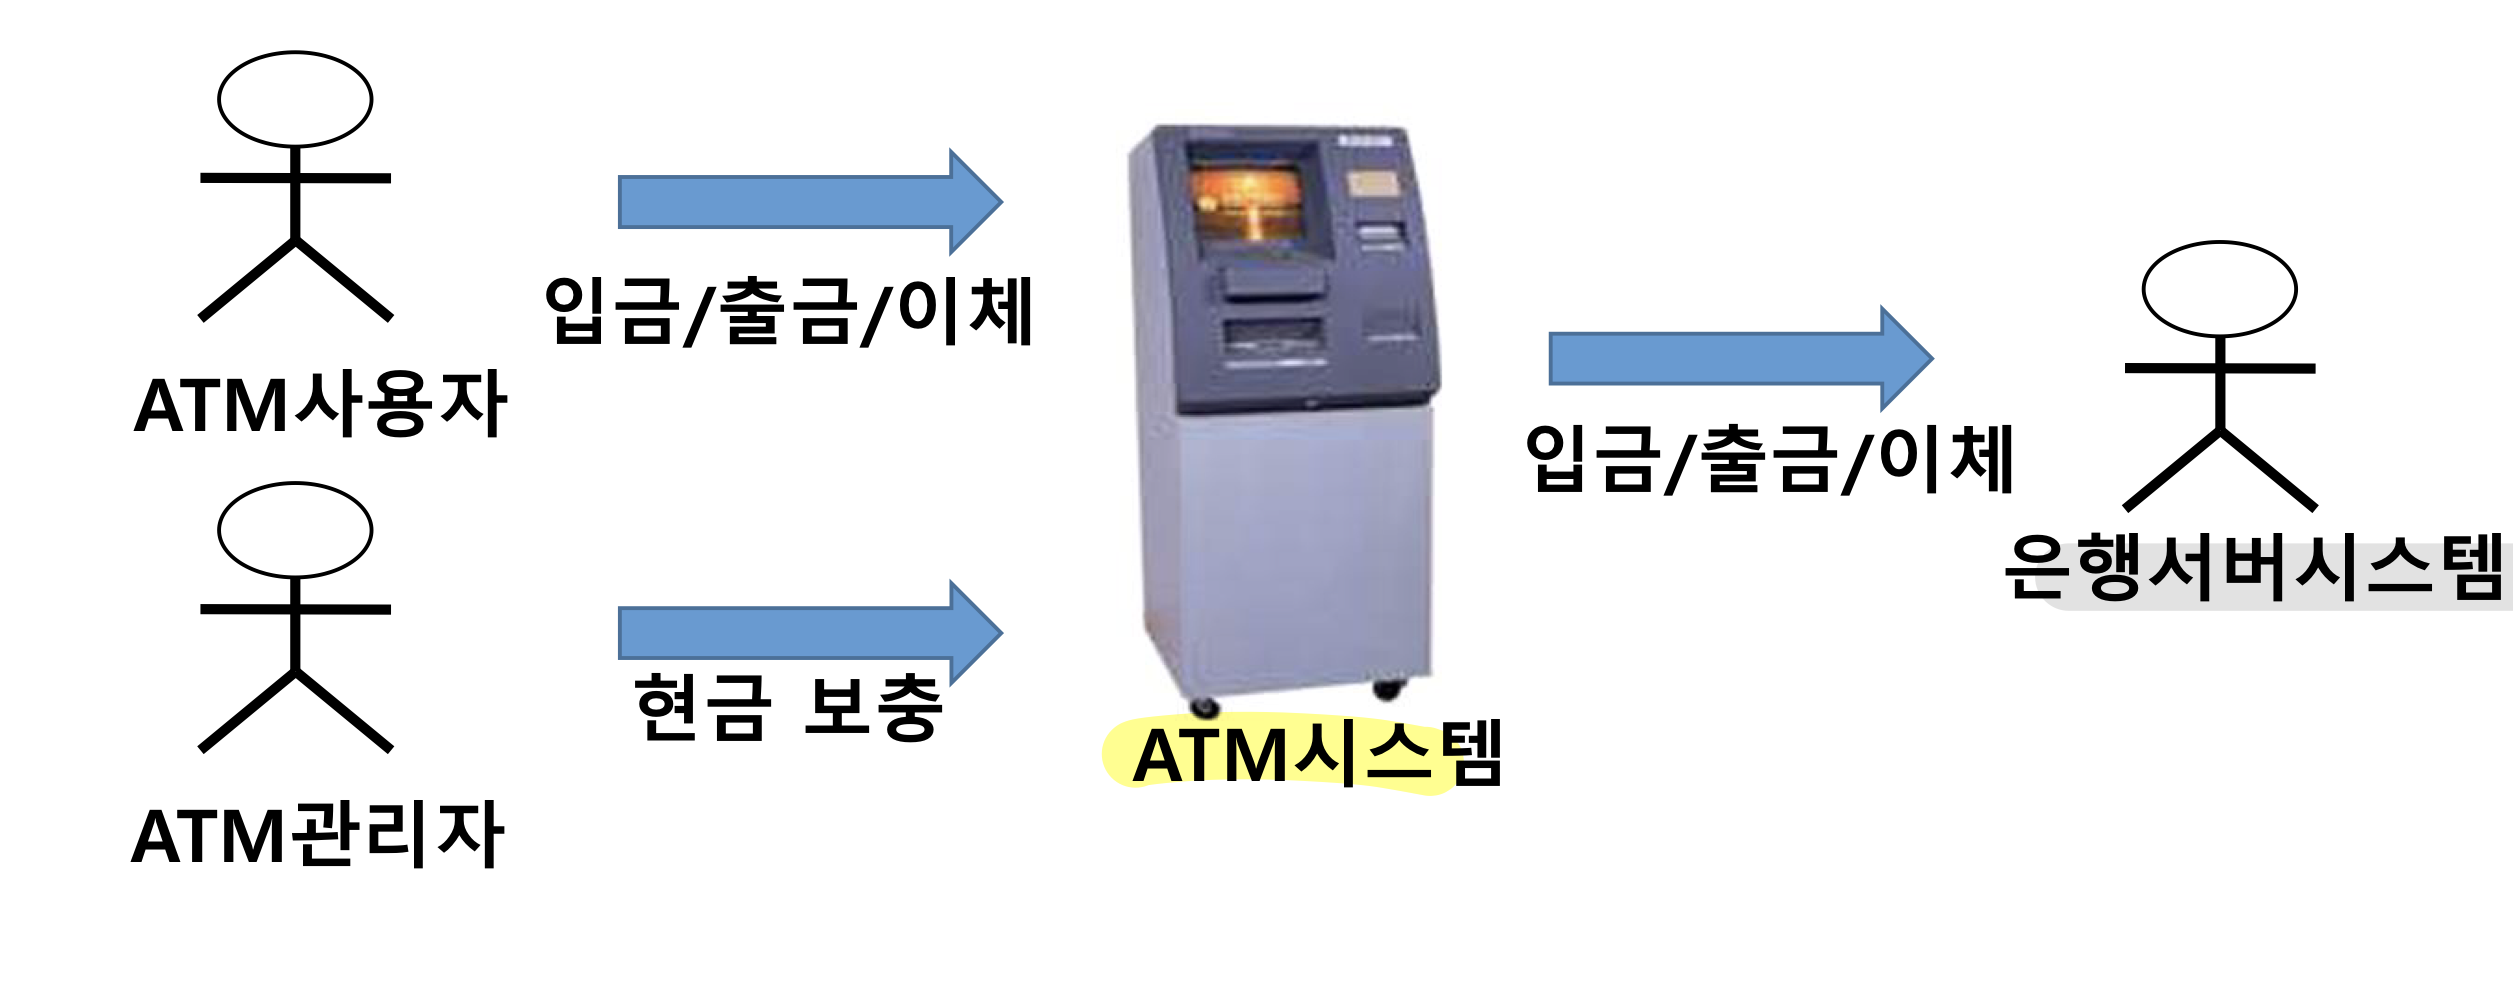 입금/출금/이체
ATM사용자
입금/출금/이체
은행서버시스템
현금 보충
ATM시스템
ATM관리자